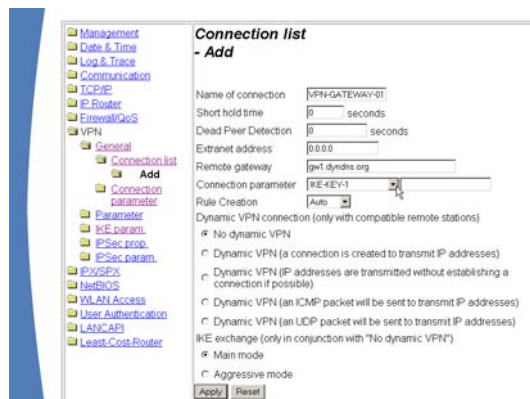 Management
Date & Time
Log & Trace
Communication
TCP/IP
IP Router
Firewall/QoS
VPN
General
Connection list
Add
Connection
parameter
Parameter
IKE param.
IPSec prop.
IPSec param.
IPX/SPX
NetBIOS
WLAN Access
User Authentication
LANCAPI
Least-Cost-Router
Connection list
- Add
Name of connection VPN-GATEWAY-01
Short hold time 0 seconds
Dead Peer Detection 0 seconds
Extranet address 0.0.0.0
Remote gateway gw1.dyndns.org
Connection parameter IKE-KEY-1
Rule Creation Auto
Dynamic VPN connection (only with compatible remote stations)
No dynamic VPN
Dynamic VPN (a connection is created to transmit IP addresses)
Dynamic VPN (IP addresses are transmitted without establishing a
connection if possible)
Dynamic VPN (an ICMP packet will be sent to transmit IP addresses)
Dynamic VPN (an UDP packet will be sent to transmit IP addresses)
IKE exchange (only in conjunction with "No dynamic VPN")
Main mode
Aggressive mode
Apply Reset